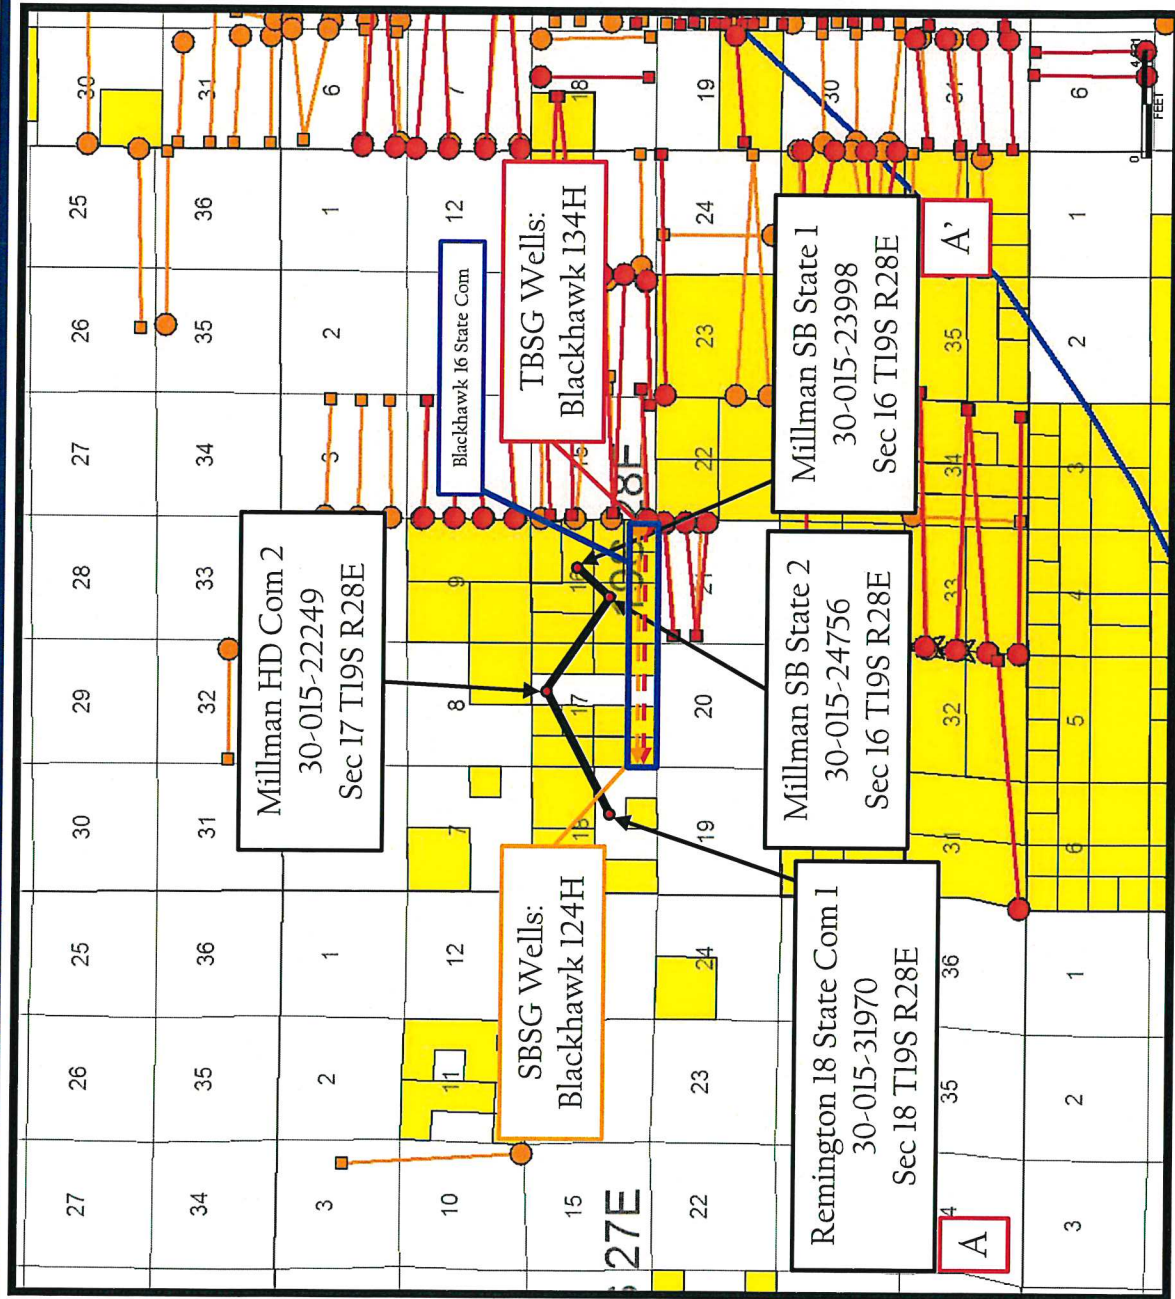 27 26 25 30 29 28 27 26 25 30
34 35 36 31 32 33 34 35 36 31
Millman HD Com 2
30-015-22249
Sec 17 T19S R28E
3 2 1 3 2 1 6
10 11 12 7 8 9 12 7
Blackhawk 16 State Com
SBSG Wells:
Blackhawk 124H
TBSG Wells:
Blackhawk 134H
15 18 17 16 15 18
27E
28E
22 23 24 19 20 21 22 23 24 19
Remington 18 State Com 1
30-015-31970
Sec 18 T19S R28E
Millman SB State 2
30-015-24756
Sec 16 T19S R28E
Millman SB State 1
30-015-23998
Sec 16 T19S R28E
30
4 35 36 31 32 33 34 35 31
A
A'
3 2 1 6 5 4 3 2 1 6
0
FEET